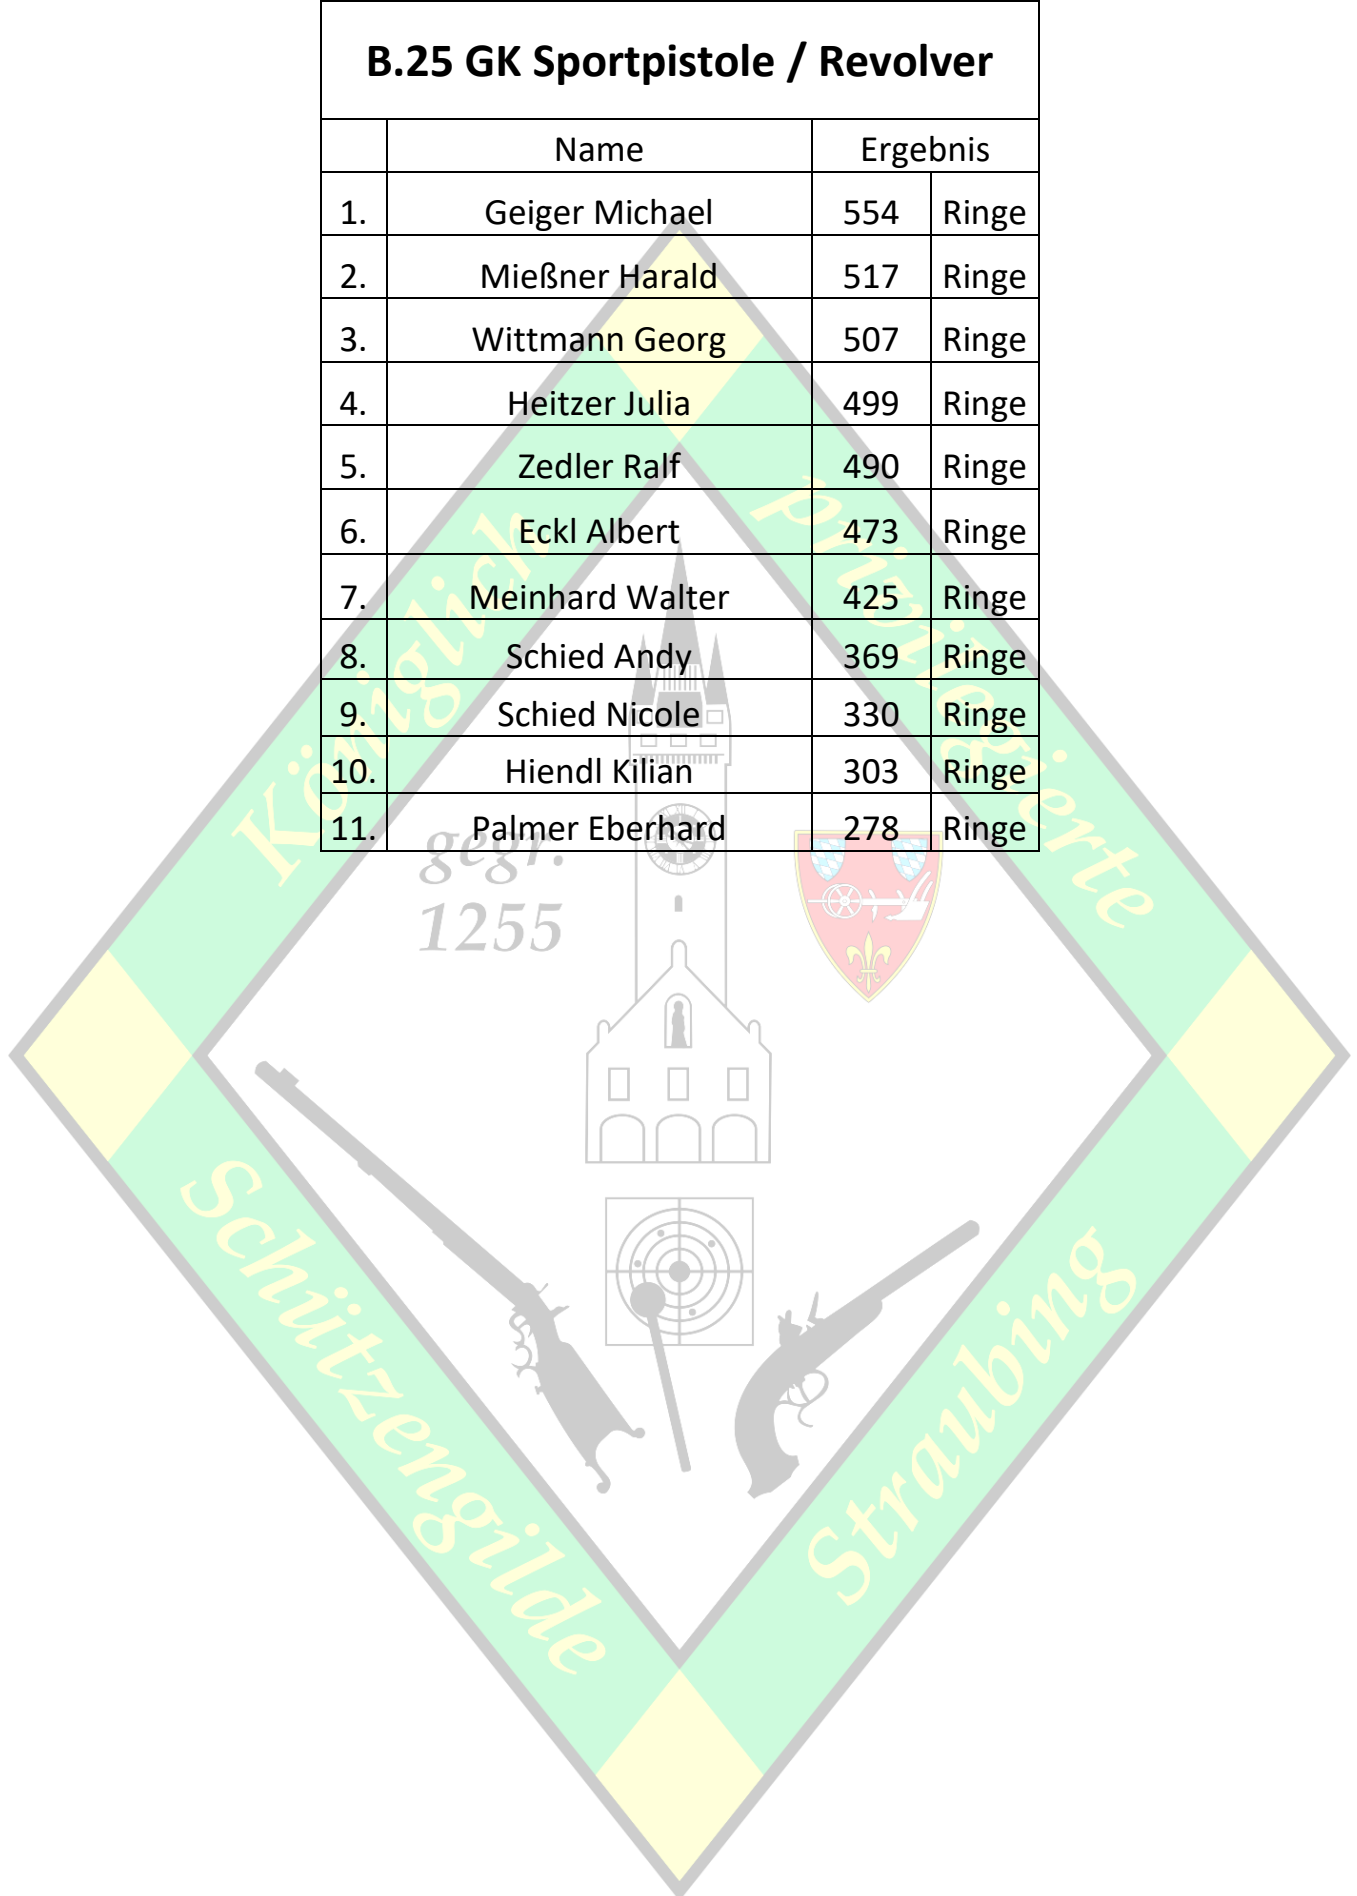 B.25 GK Sportpistole / Revolver
Name Ergebnis
1. Geiger Michael 554 Ringe
2. Mießner Harald 517 Ringe
3. Wittmann Georg 507 Ringe
4. Heitzer Julia 499 Ringe
5. Zedler Ralf 490 Ringe
6. Eckl Albert 473 Ringe
7. Meinhard Walter 425 Ringe
8. Schied Andy 369 Ringe
9. Schied Nicole 330 Ringe
10. Hiendl Kilian 303 Ringe
11. Palmer Eberhard 278 Ringe
Königlich
privilegierte
gegr.
1255
Schützengilde
Straubing